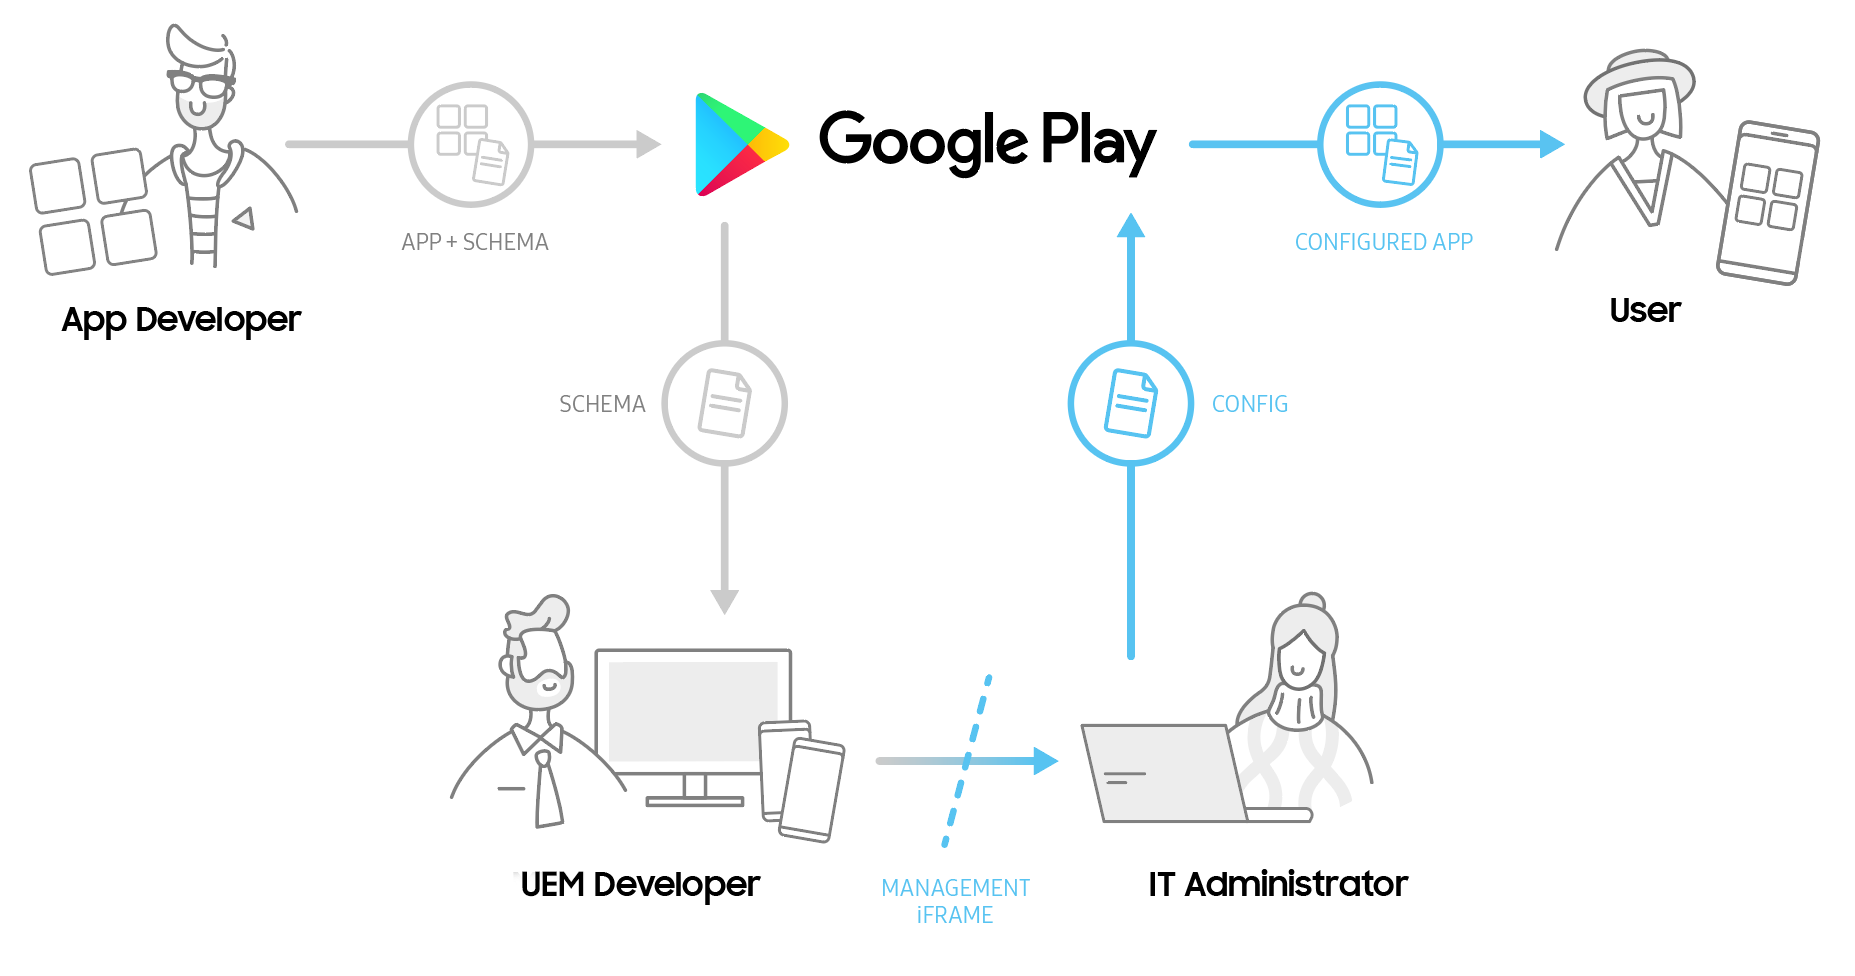 Google Play
APP + SCHEMA
CONFIGURED APP
App Developer
User
SCHEMA
CONFIG
UEM Developer
MANAGEMENT
iFRAME
IT Administrator